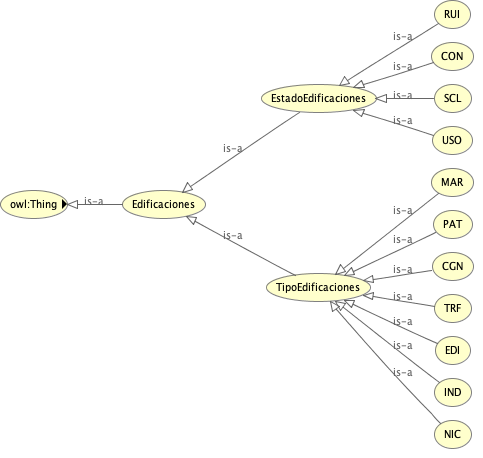 RUI
is-a
CON
is-a
EstadoEdificaciones
is-a
SCL
is-a
USO
is-a
MAR
owl:Thing
is-a
Edificaciones
is-a
PAT
is-a
is-a
CGN
is-a
TipoEdificaciones
is-a
TRF
is-a
EDI
is-a
IND
is-a
NIC